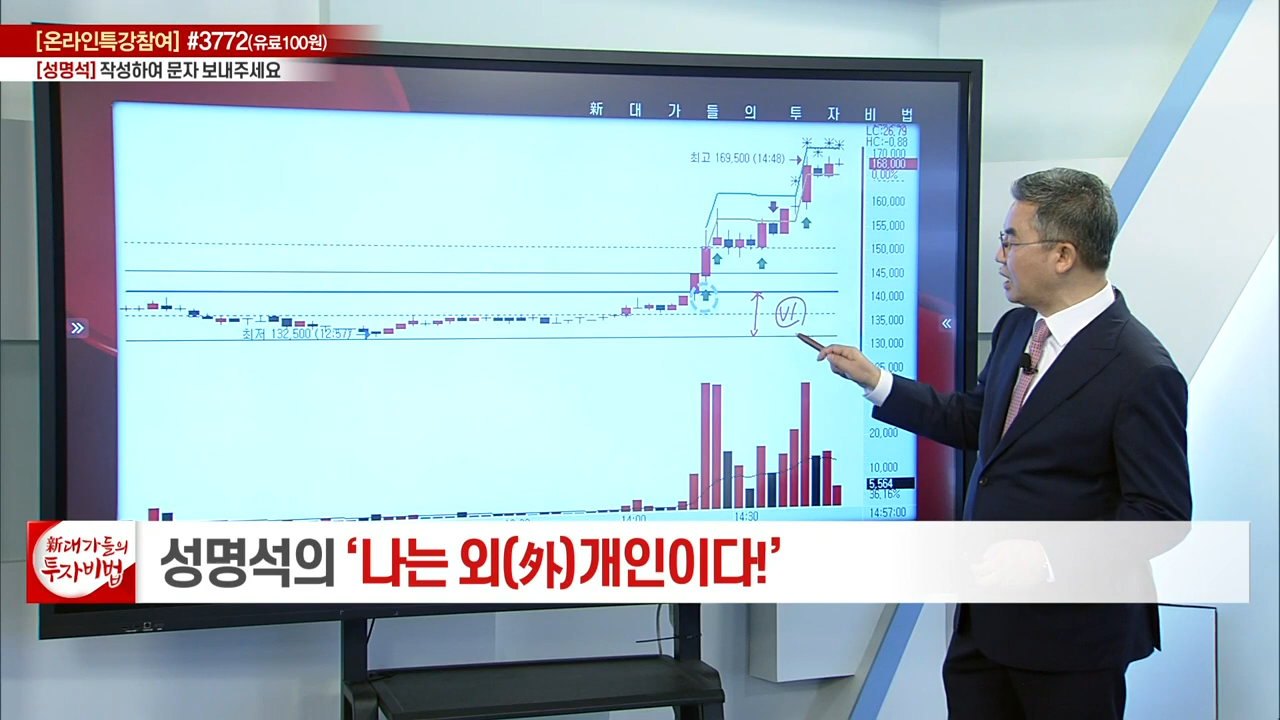 [온라인특강참여] #3772(유료100원)
[성명석] 작성하여 문자 보내주세요
新 대 가 들 의 투 자 비 법
LC:26.79
HC:-0.88
170,000
168,000
0.00%
160,000
155,000
150,000
145,000
140,000
135,000
130,000
최고 169,500 (14:48)
최저 132,500 (12:57)
VI
20,000
10,000
5,564
36.16%
14:00
14:30
14:57:00
新대가들의
투자비법
성명석의 ‘나는 외(外)개인이다!’